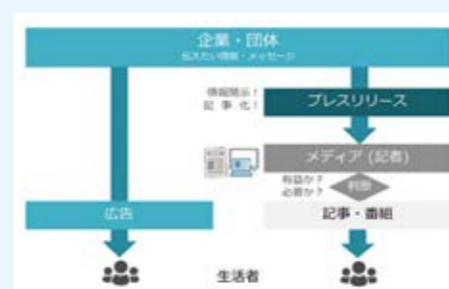 企業・団体
伝えたい情報・メッセージ
情報開示!
記事化!
プレスリリース
メディア (記者)
有益か?
必要か?
判断
広告
記事・番組
生活者